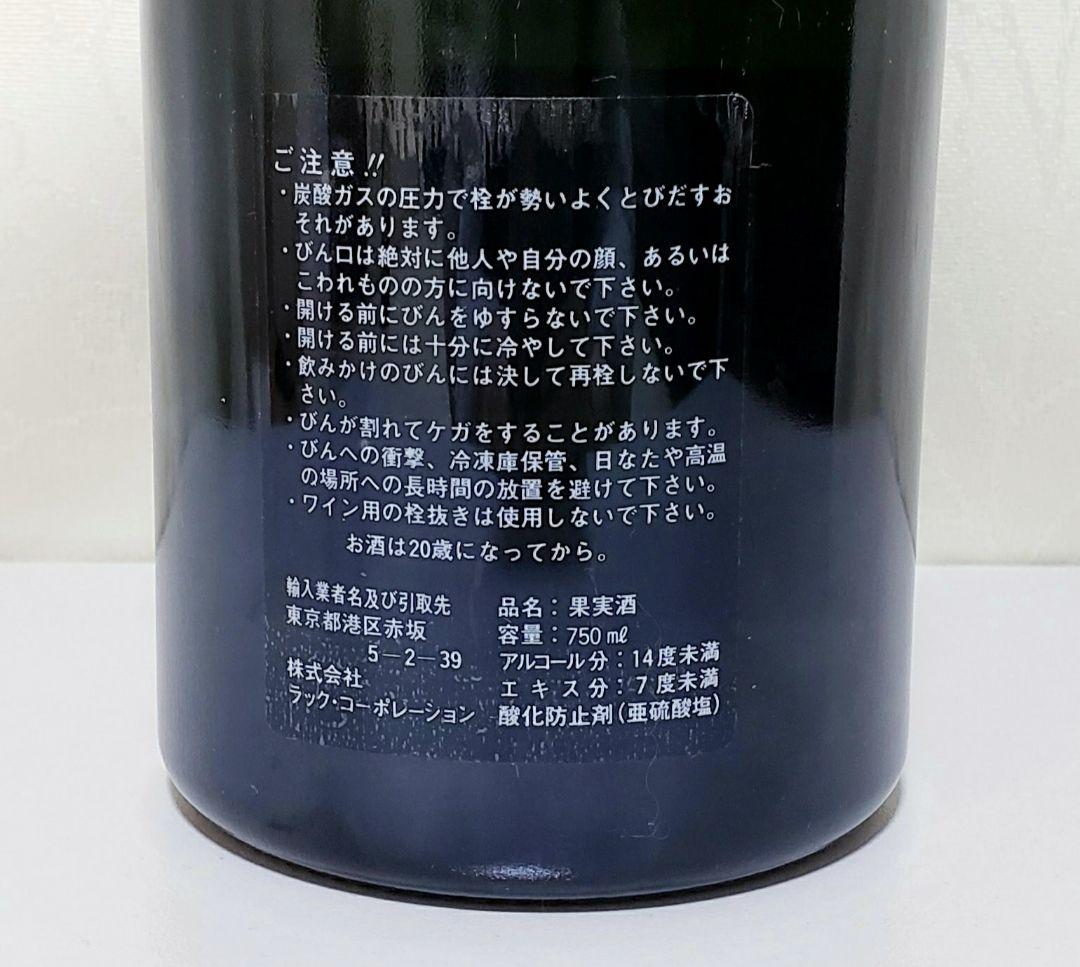 ご注意!!
・炭酸ガスの圧力で栓が勢いよくとびだすお
それがあります。
・びん口は絶対に他人や自分の顔、あるいは
こわれものの方に向けないで下さい。
・開ける前にびんをゆすらないで下さい。
・開ける前には十分に冷やして下さい。
・飲みかけのびんには決して再栓しないで下
さい。
・びんが割れてケガをすることがあります。
・びんへの衝撃、冷凍庫保管、日なたや高温
の場所への長時間の放置を避けて下さい。
・ワイン用の栓抜きは使用しないで下さい。
お酒は20歳になってから。
輸入業者名及び引取先
東京都港区赤坂
5-2-39
株式会社
ラック・コーポレーション
品名：果実酒
容量：750㎖
アルコール分：14度未満
エキス分：7度未満
酸化防止剤(亜硫酸塩)